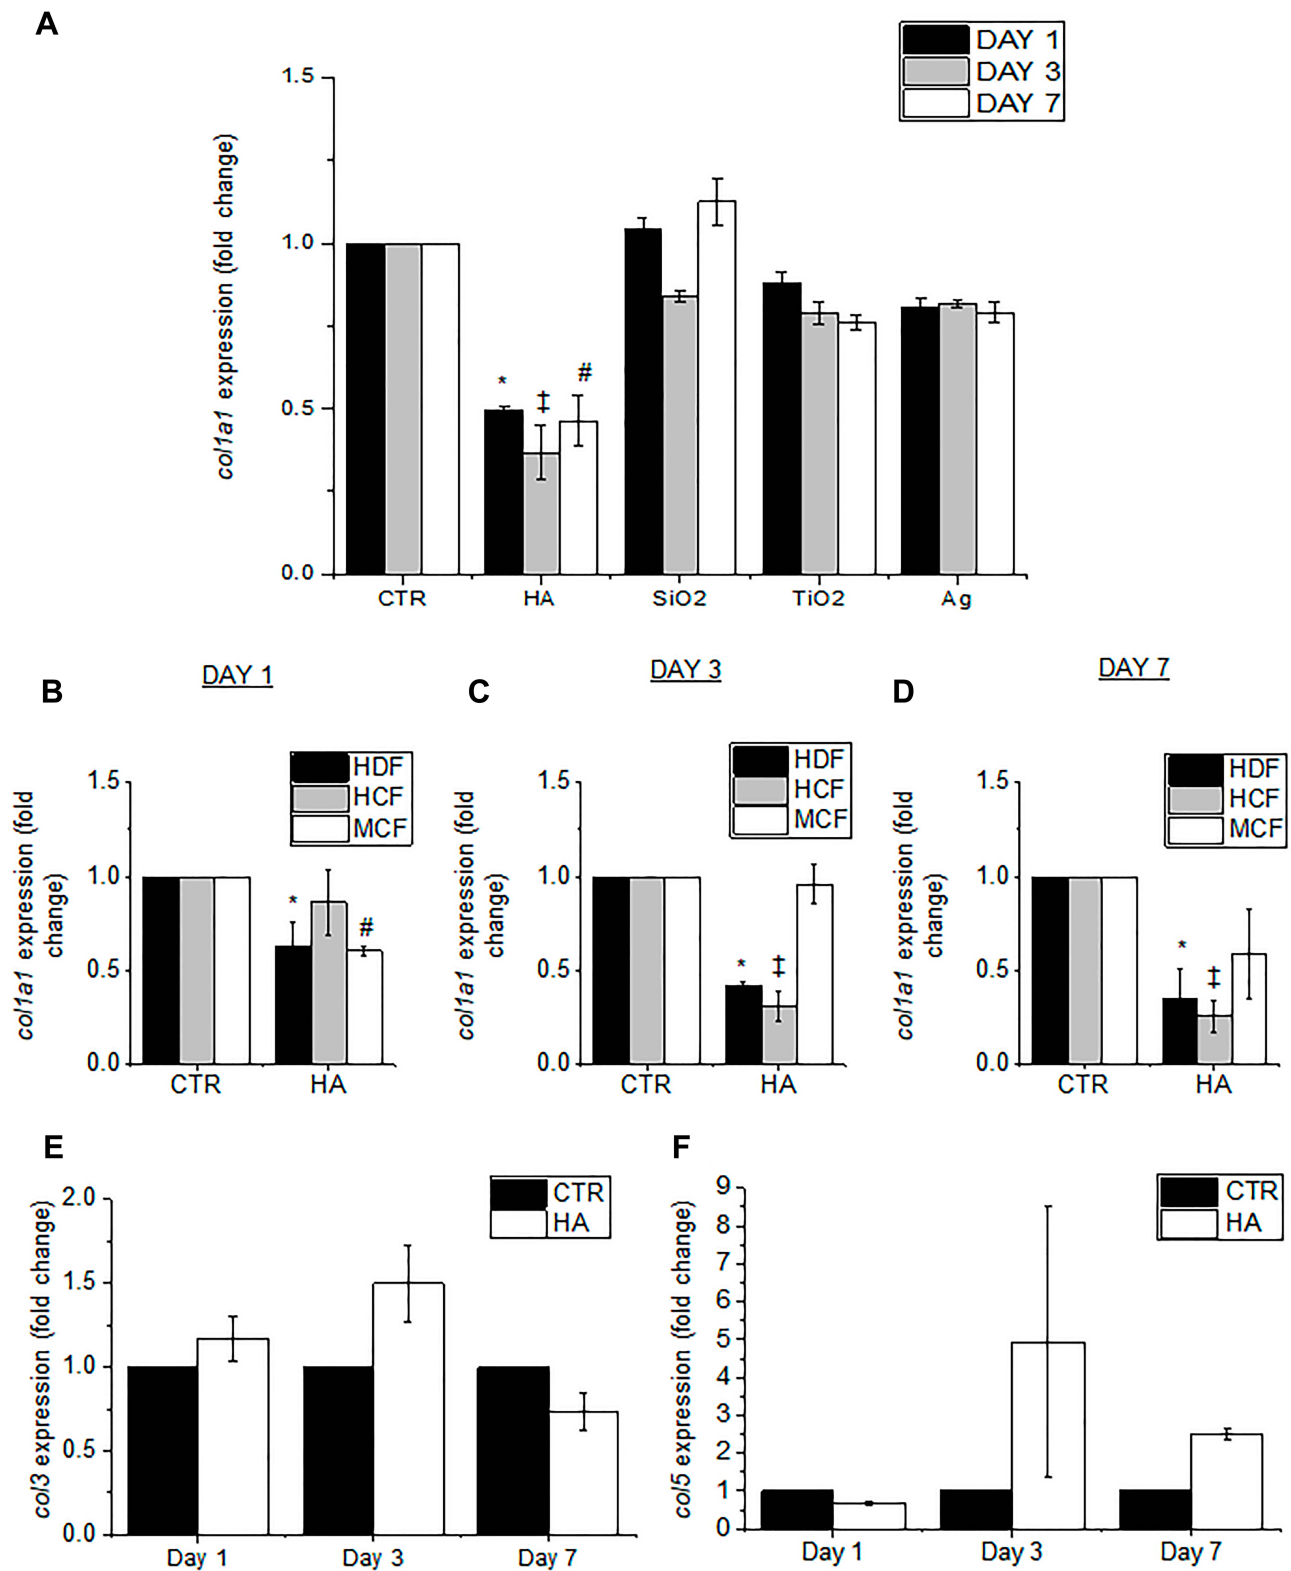 A
DAY 1
DAY 3
DAY 7
col1a1 expression (fold change)
1.5
1.0
0.5
0.0
*
‡
#
CTR HA SiO2 TiO2 Ag
B
DAY 1
HDF
HCF
MCF
col1a1 expression (fold
change)
1.5
1.0
0.5
0.0
*
#
CTR HA
C
DAY 3
HDF
HCF
MCF
col1a1 expression (fold
change)
1.5
1.0
0.5
0.0
*
‡
CTR HA
D
DAY 7
HDF
HCF
MCF
col1a1 expression (fold
change)
1.5
1.0
0.5
0.0
*
‡
CTR HA
E
CTR
HA
col3 expression (fold change)
2.0
1.5
1.0
0.5
0.0
Day 1 Day 3 Day 7
F
CTR
HA
col5 expression (fold change)
9
8
7
6
5
4
3
2
1
0
Day 1 Day 3 Day 7